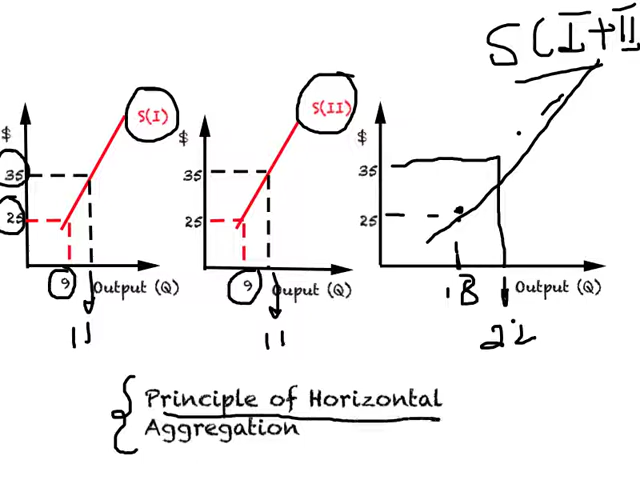 S(I+II
S(I)
S(II)
$
$
$
35
35
35
25
25
25
9
Output (Q)
9
Ouput (Q)
18
Output (Q)
11
11
22
Principle of Horizontal
Aggregation